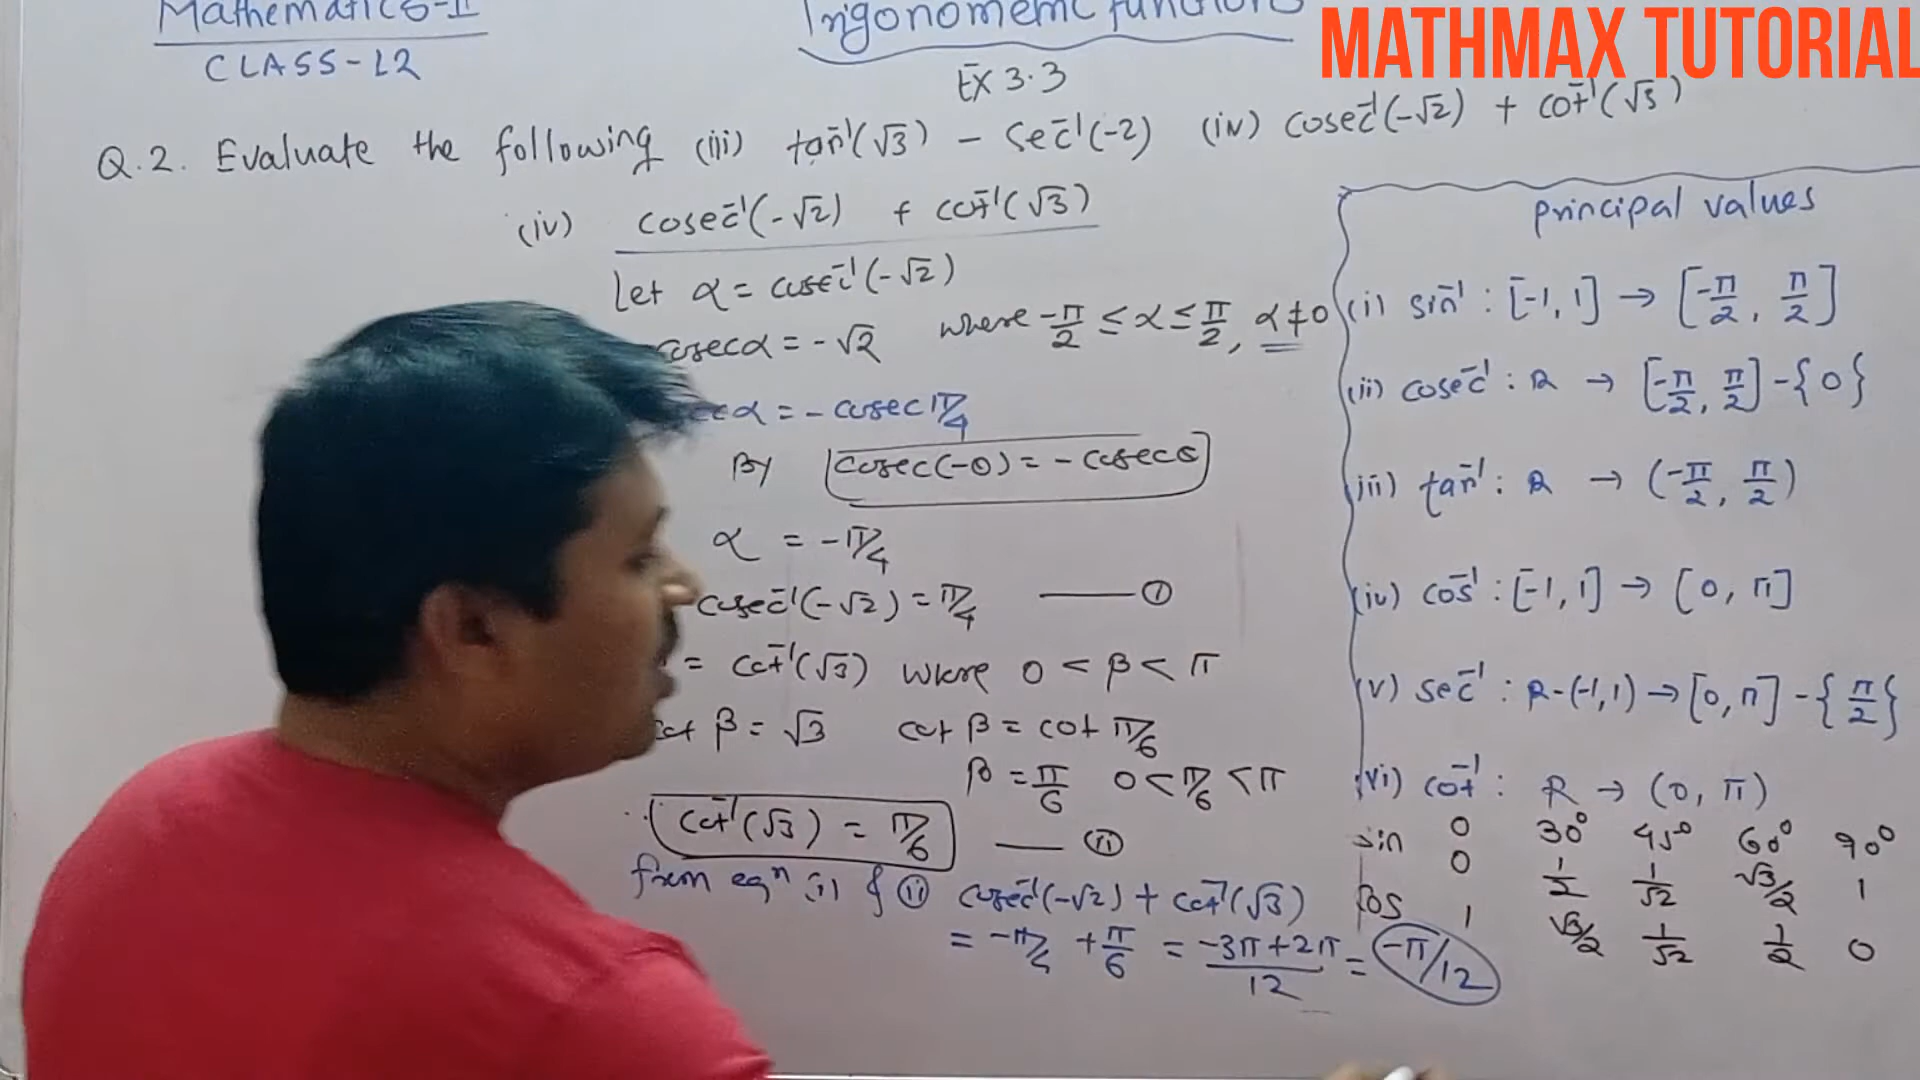 Mathematics-II
CLASS-12
Trigonometric functions
MATHMAX TUTORIAL
EX 3.3
Q.2. Evaluate the following (iii) tan⁻¹(√3) - sec⁻¹(-2) (iv) cosec⁻¹(-√2) + cot⁻¹(√3)
(iv) cosec⁻¹(-√2) + cot⁻¹(√3)
Let α = cosec⁻¹(-√2)
cosecα = -√2 where -π/2 ≤ α ≤ π/2, α ≠ 0
ecα = - cosec π/4
By cosec(-θ) = - cosecθ
α = -π/4
cosec⁻¹(-√2) = π/4 —— (i)
= cot⁻¹(√3) where 0 < β < π
cot β = √3 cot β = cot π/6
β = π/6 0 < π/6 < π
∴ cot⁻¹(√3) = π/6 —— (ii)
from eqⁿ (i) & (ii) cosec⁻¹(-√2) + cot⁻¹(√3)
= -π/4 + π/6 = -3π+2π/12 = -π/12
principal values
(i) sin⁻¹ : [-1, 1] → [-π/2, π/2]
(ii) cosec⁻¹ : R → [-π/2, π/2] - {0}
(iii) tan⁻¹ : R → (-π/2, π/2)
(iv) cos⁻¹ : [-1, 1] → [0, π]
(v) sec⁻¹ : R-(-1,1) → [0, π] - {π/2}
(vi) cot⁻¹ : R → (0, π)
0 30° 45° 60° 90°
sin 0 1/2 1/√2 √3/2 1
cos 1 √3/2 1/√2 1/2 0